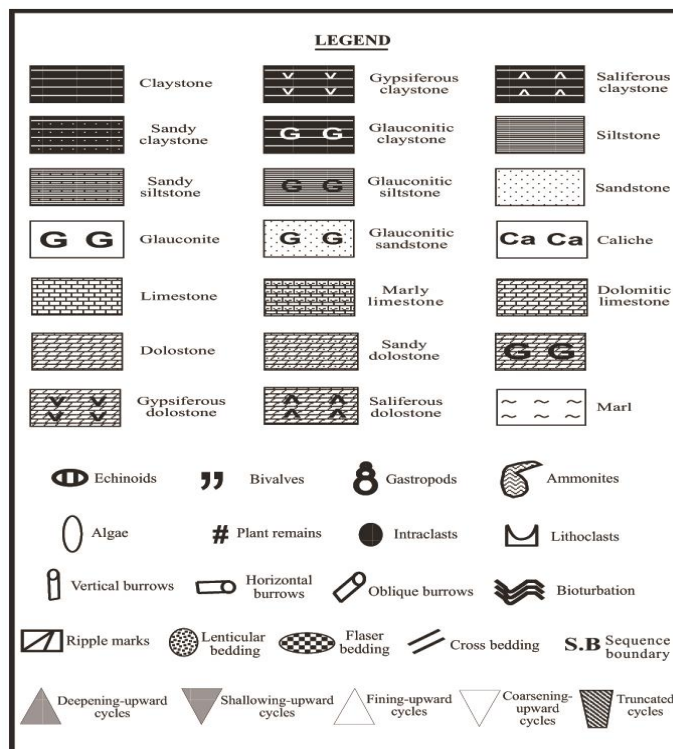 LEGEND
Claystone
Gypsiferous
claystone
Saliferous
claystone
Sandy
claystone
G G
Glauconitic
claystone
Siltstone
Sandy
siltstone
G G
Glauconitic
siltstone
Sandstone
G G
Glauconite
G G
Glauconitic
sandstone
Ca Ca
Caliche
Limestone
Marly
limestone
Dolomitic
limestone
Dolostone
Sandy
dolostone
G G
Gypsiferous
dolostone
Saliferous
dolostone
Marl
Echinoids
Bivalves
Gastropods
Ammonites
Algae
# Plant remains
Intraclasts
Lithoclasts
Vertical burrows
Horizontal
burrows
Oblique burrows
Bioturbation
Ripple marks
Lenticular
bedding
Flaser
bedding
Cross bedding
S.B Sequence
boundary
Deepening-upward
cycles
Shallowing-upward
cycles
Fining-upward
cycles
Coarsening-
upward
cycles
Truncated
cycles